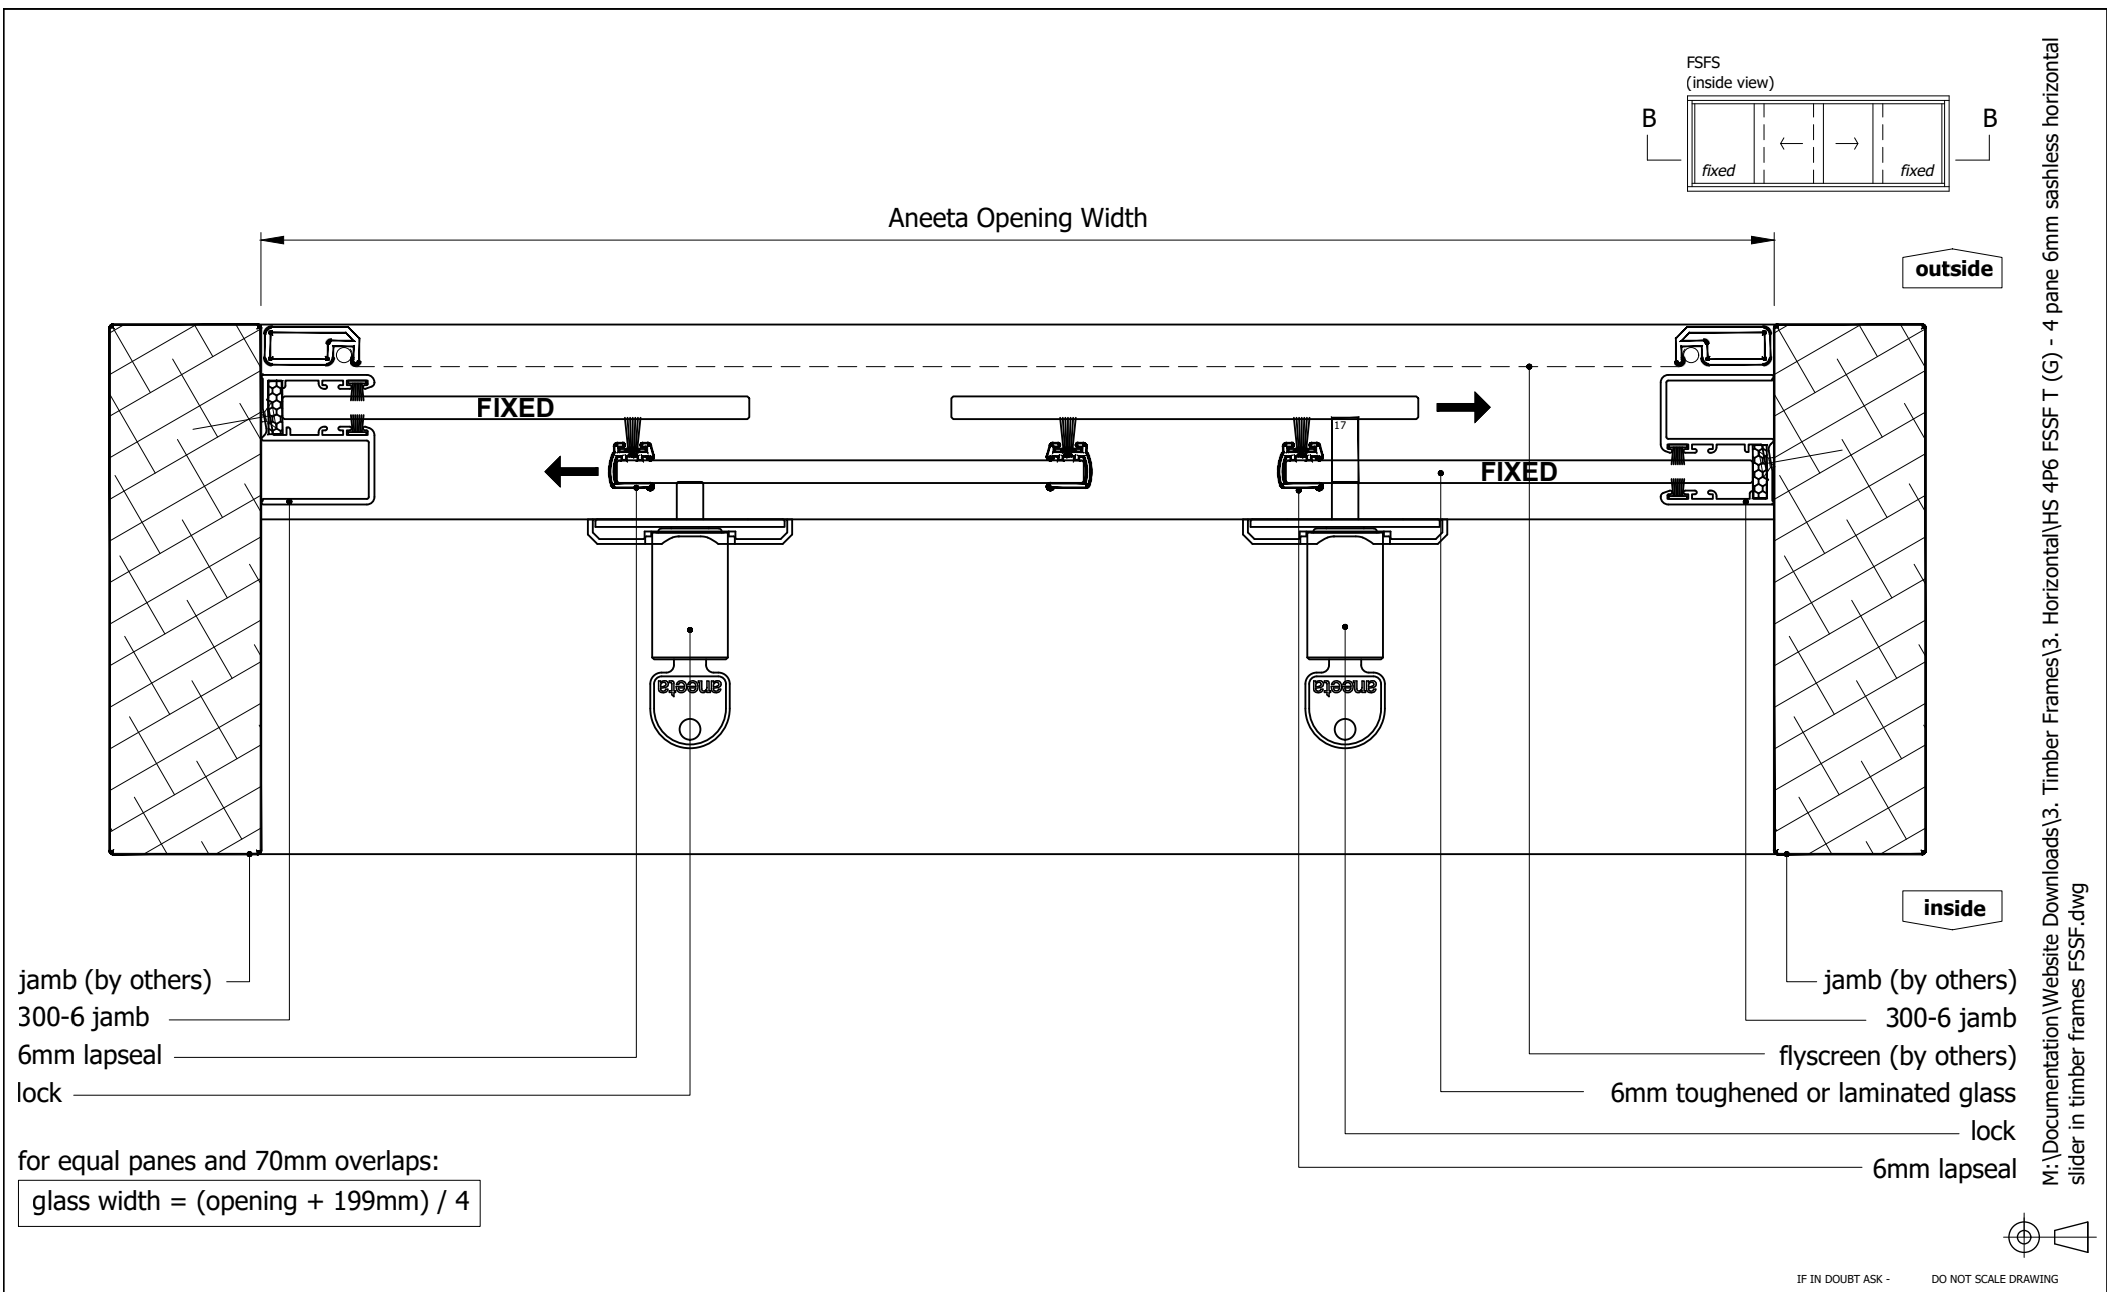 FSFS
(inside view)
B
B
fixed
fixed
Aneeta Opening Width
outside
FIXED
17
FIXED
aneeta
aneeta
inside
jamb (by others)
300-6 jamb
6mm lapseal
lock
jamb (by others)
300-6 jamb
flyscreen (by others)
6mm toughened or laminated glass
lock
6mm lapseal
for equal panes and 70mm overlaps:
glass width = (opening + 199mm) / 4
M:\Documentation\Website Downloads\3. Timber Frames\3. Horizontal\HS 4P6 FSSF T (G) - 4 pane 6mm sashless horizontal
slider in timber frames FSSF.dwg
IF IN DOUBT ASK - DO NOT SCALE DRAWING